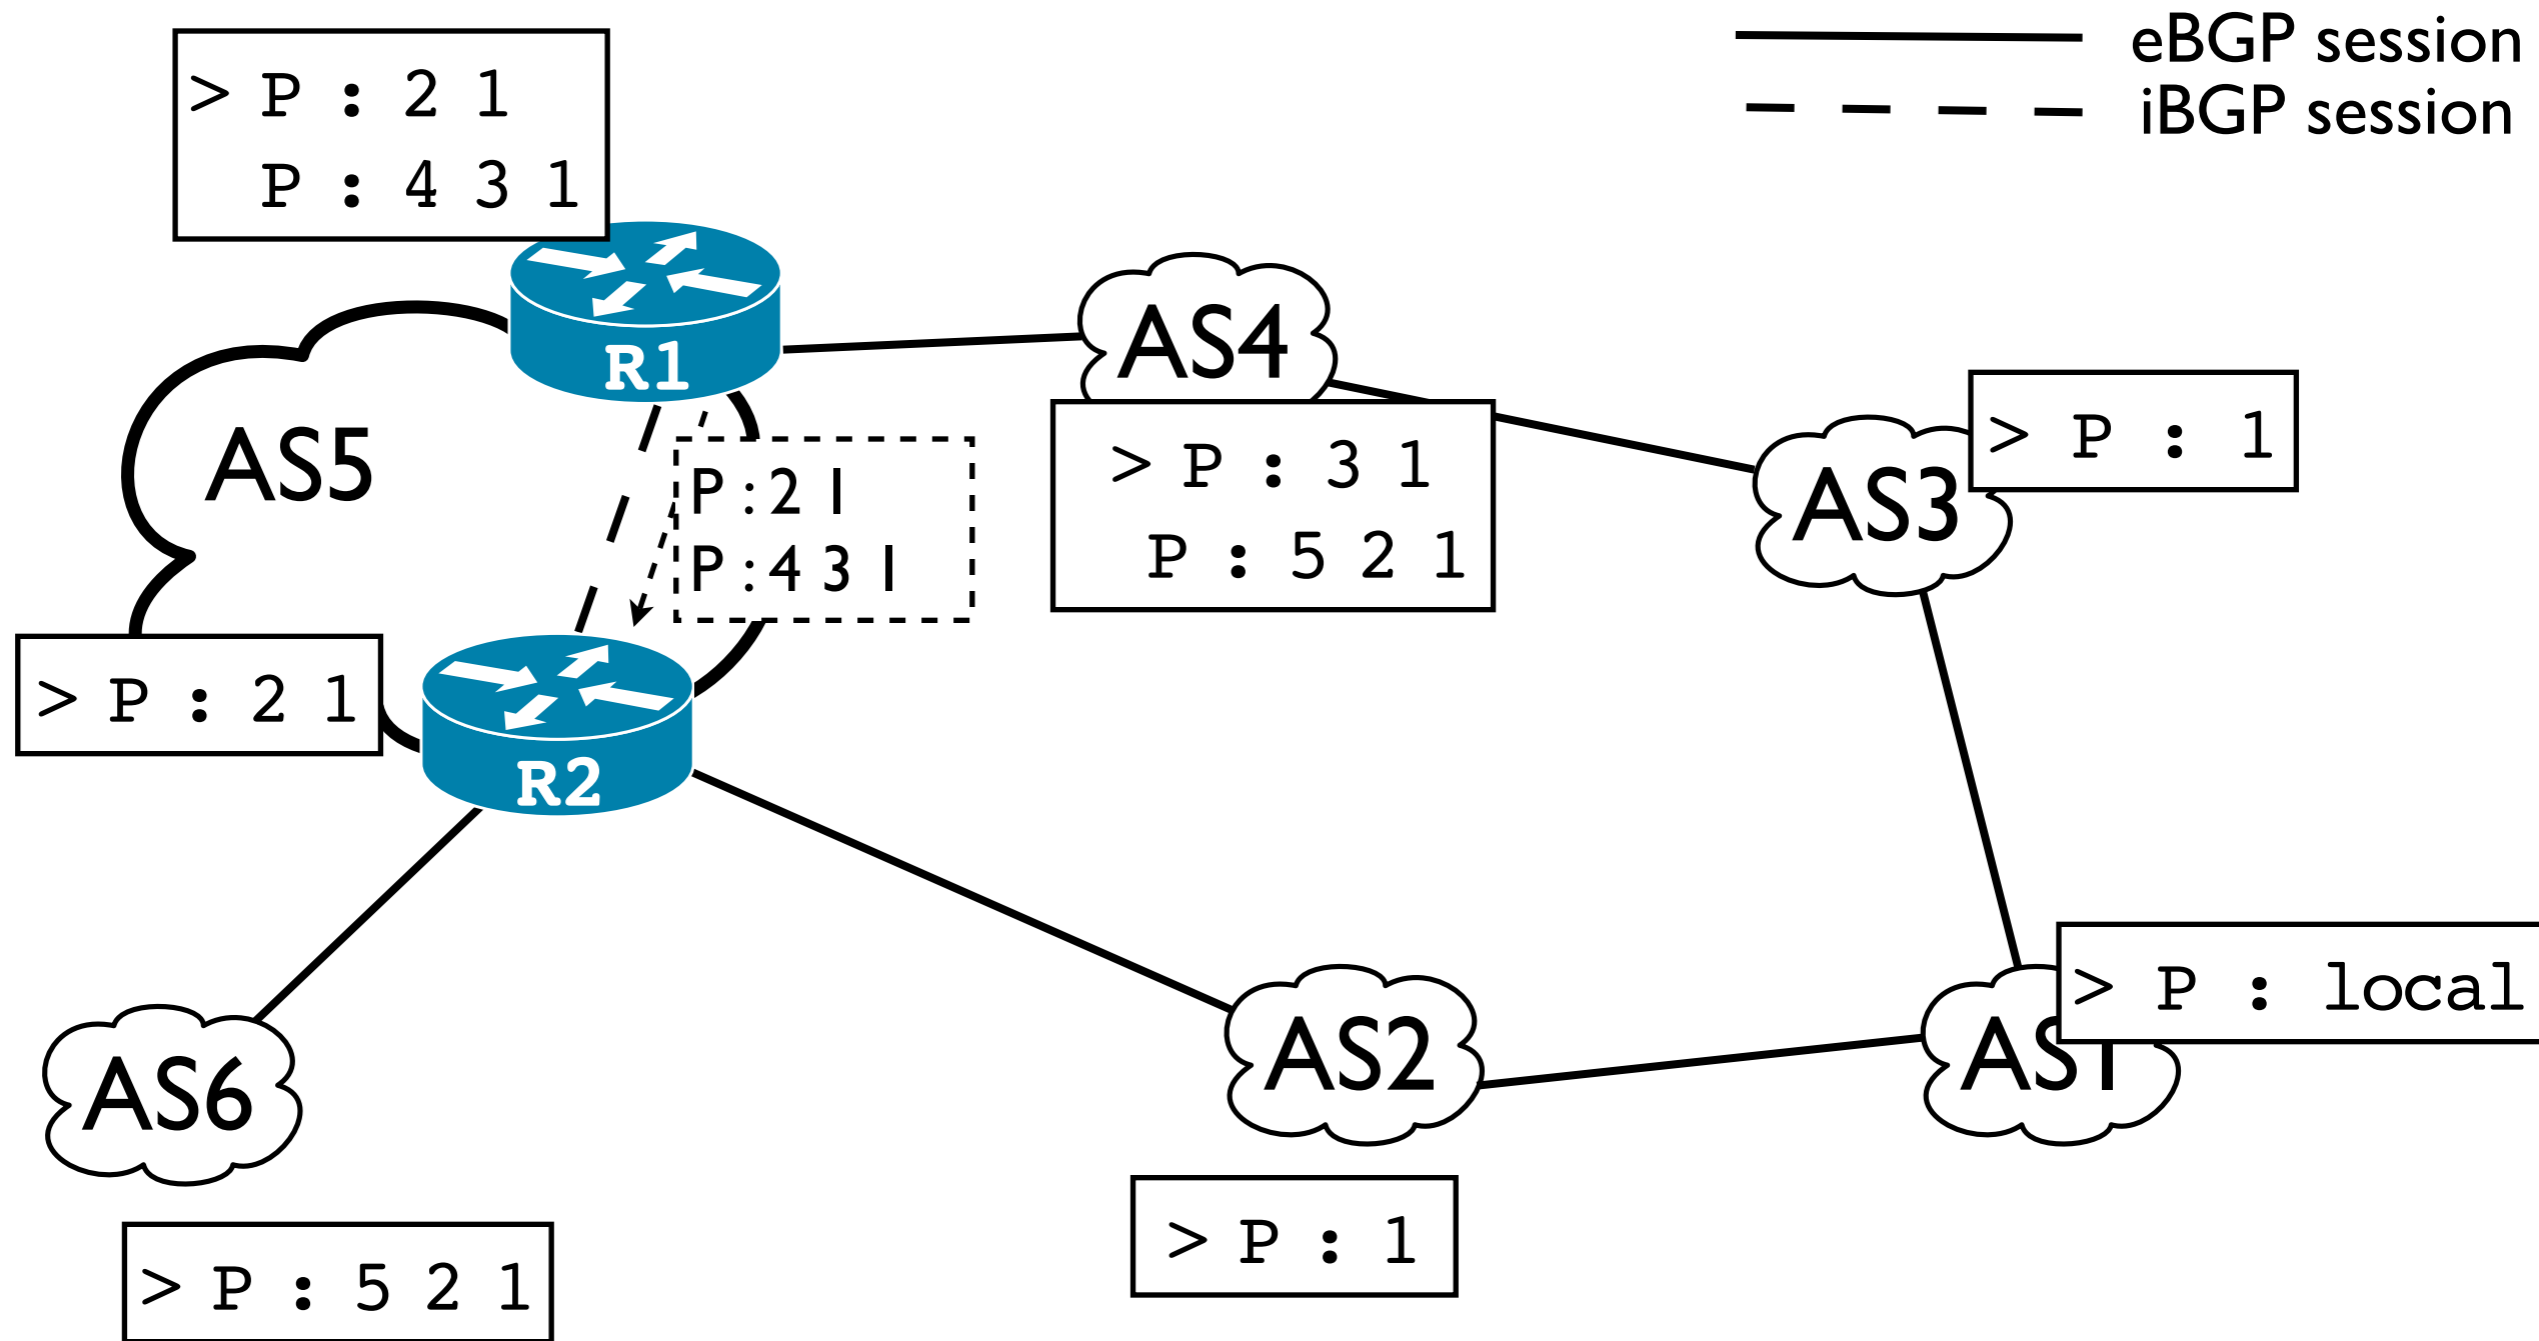 eBGP session
iBGP session
> P : 2 1
P : 4 3 1
R1
AS4
AS5
> P : 1
AS3
P : 2 1
P : 4 3 1
> P : 3 1
P : 5 2 1
> P : 2 1
R2
> P : local
AS1
AS2
AS6
> P : 1
> P : 5 2 1